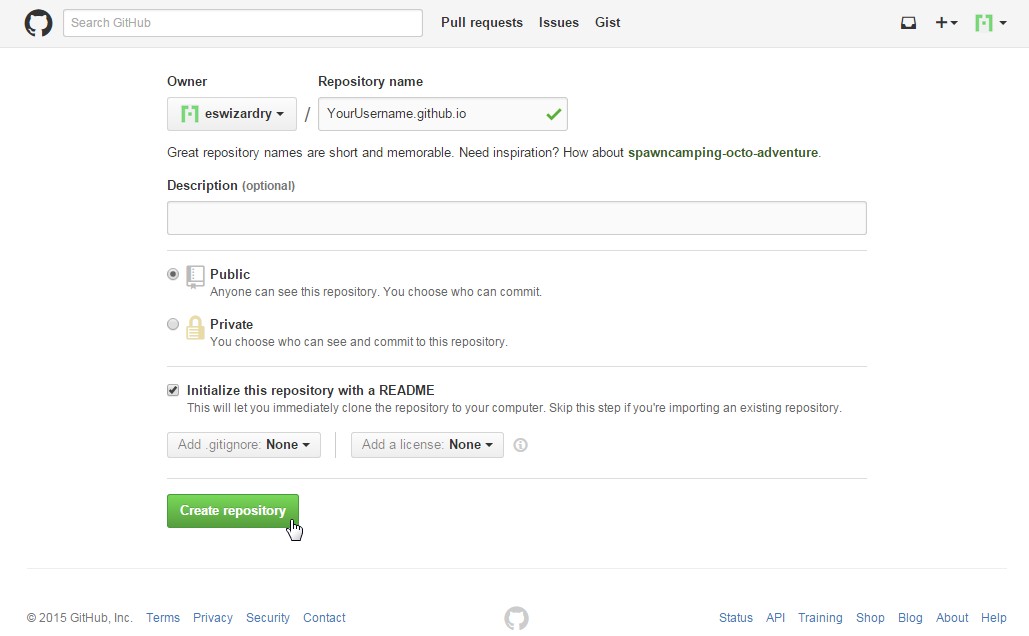 Search GitHub Pull requests Issues Gist
Owner Repository name
eswizardry / YourUsername.github.io
Great repository names are short and memorable. Need inspiration? How about spawncamping-octo-adventure.
Description (optional)
Public
Anyone can see this repository. You choose who can commit.
Private
You choose who can see and commit to this repository.
Initialize this repository with a README
This will let you immediately clone the repository to your computer. Skip this step if you're importing an existing repository.
Add .gitignore: None Add a license: None
Create repository
© 2015 GitHub, Inc. Terms Privacy Security Contact Status API Training Shop Blog About Help